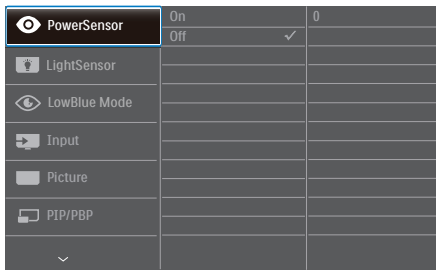 PowerSensor
On
0
Off
LightSensor
LowBlue Mode
Input
Picture
PIP/PBP